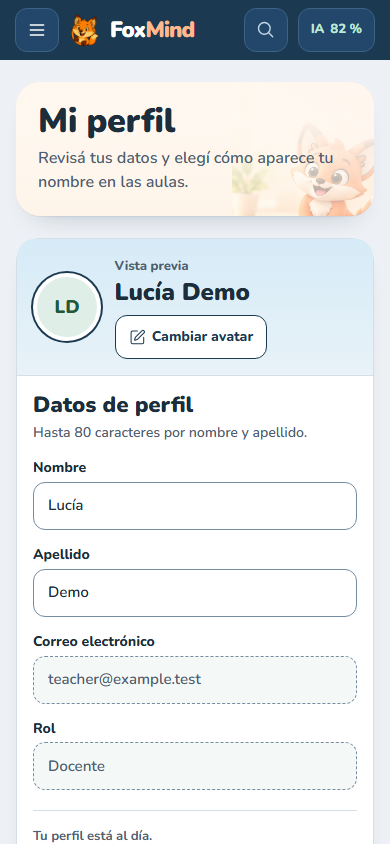 FoxMind
IA 82 %
Mi perfil
Revisá tus datos y elegí cómo aparece tu
nombre en las aulas.
LD
Vista previa
Lucía Demo
Cambiar avatar
Datos de perfil
Hasta 80 caracteres por nombre y apellido.
Nombre
Lucía
Apellido
Demo
Correo electrónico
teacher@example.test
Rol
Docente
Tu perfil está al día.